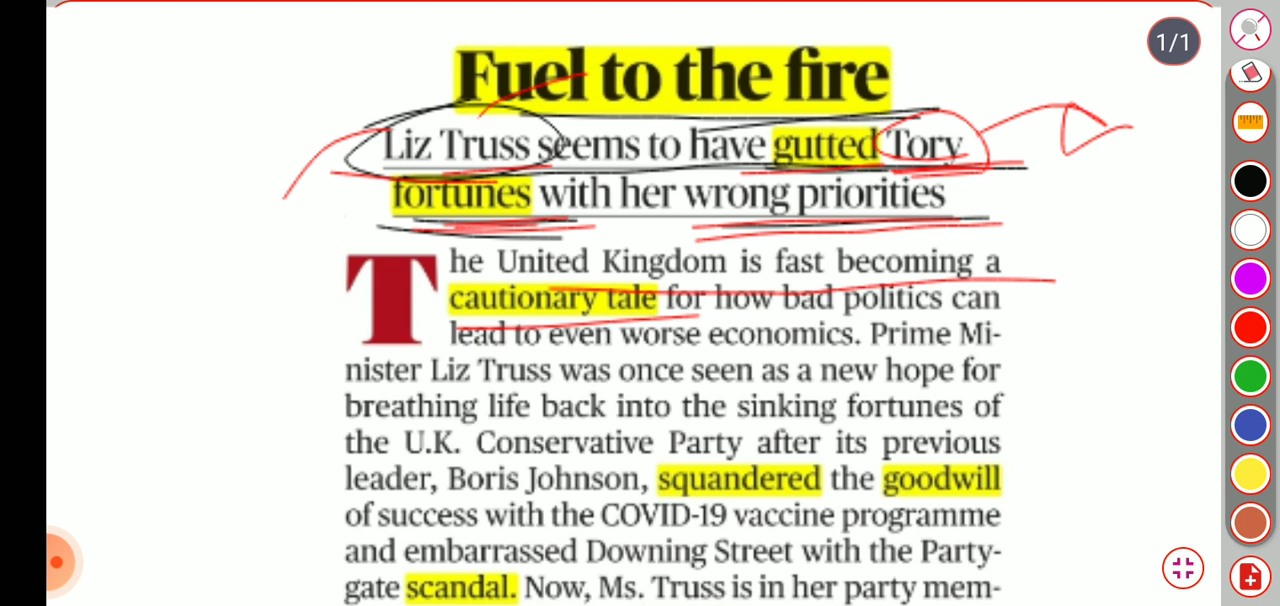 1/1
Fuel to the fire
Liz Truss seems to have gutted Tory
fortunes with her wrong priorities
The United Kingdom is fast becoming a
cautionary tale for how bad politics can
lead to even worse economics. Prime Mi-
nister Liz Truss was once seen as a new hope for
breathing life back into the sinking fortunes of
the U.K. Conservative Party after its previous
leader, Boris Johnson, squandered the goodwill
of success with the COVID-19 vaccine programme
and embarrassed Downing Street with the Party-
gate scandal. Now, Ms. Truss is in her party mem-